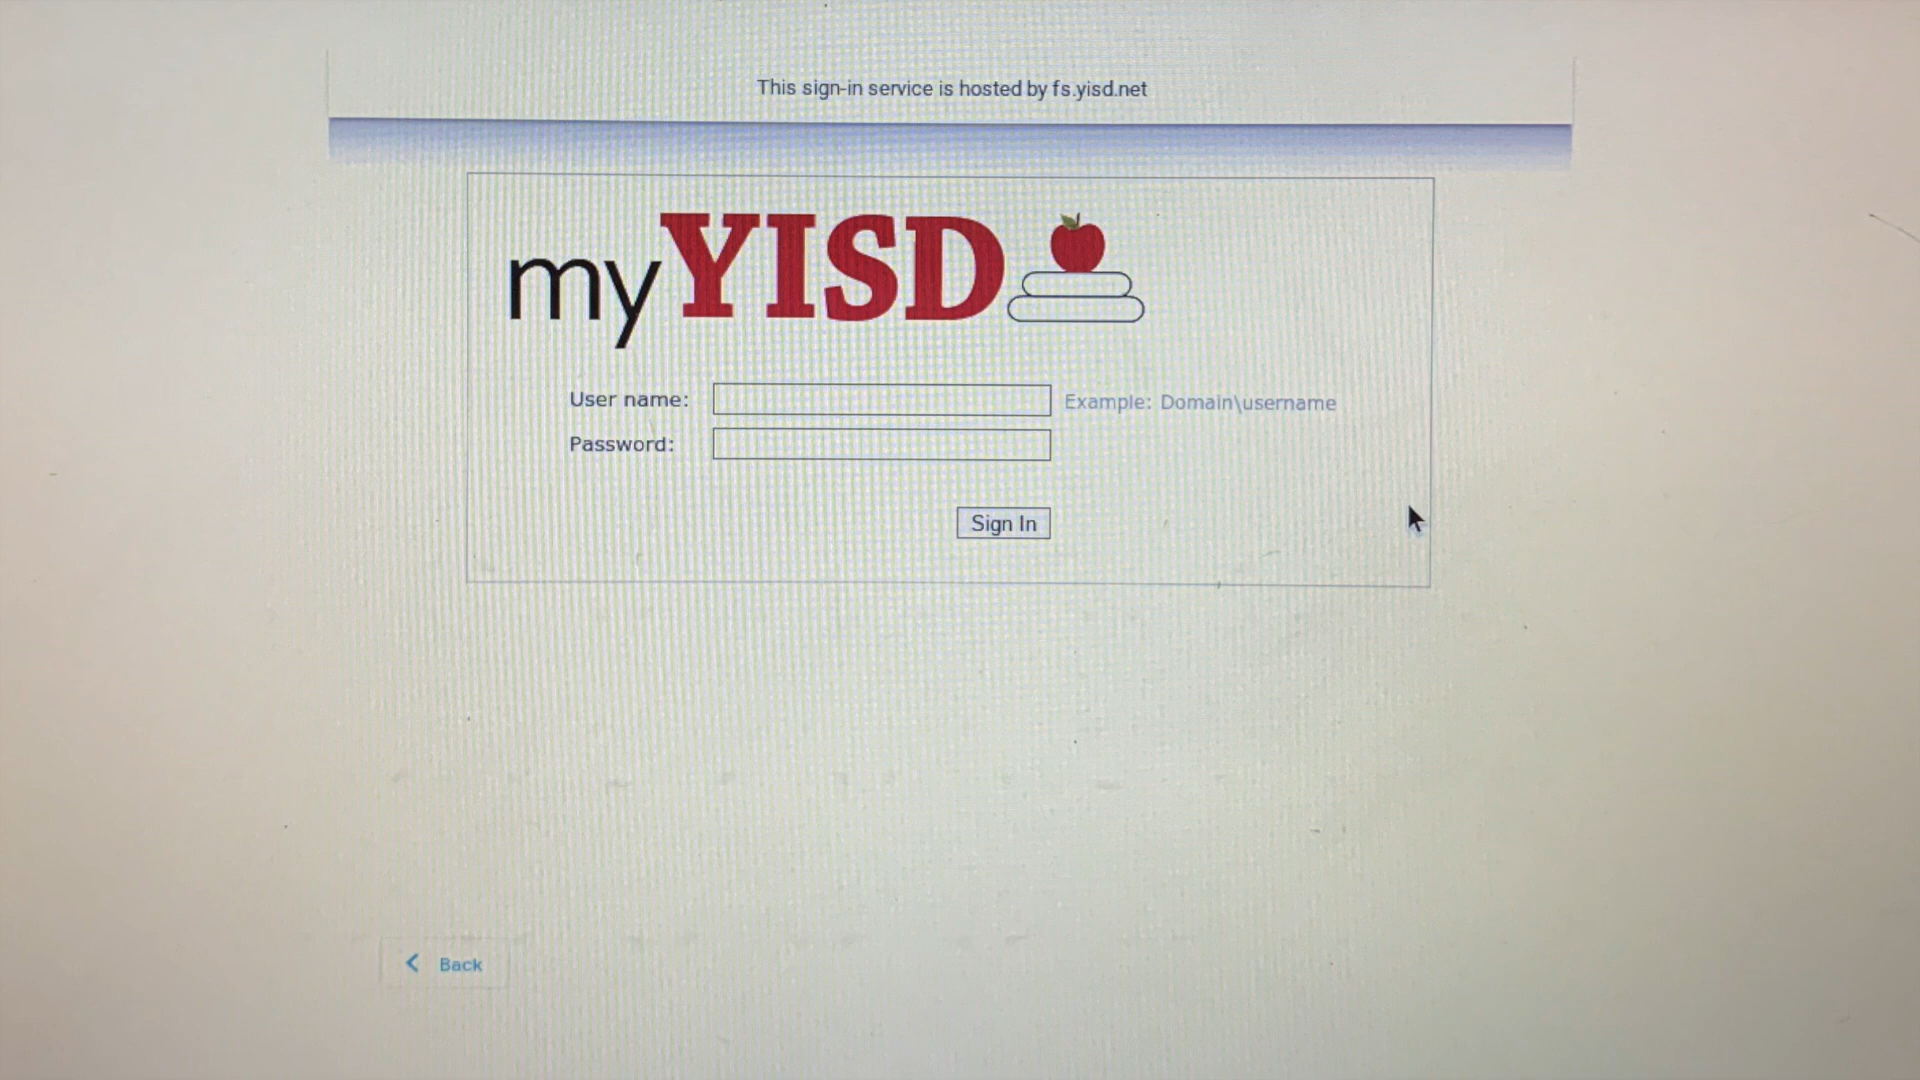 This sign-in service is hosted by fs.yisd.net
myYISD
User name: Example: Domain\username
Password:
Sign In
Back